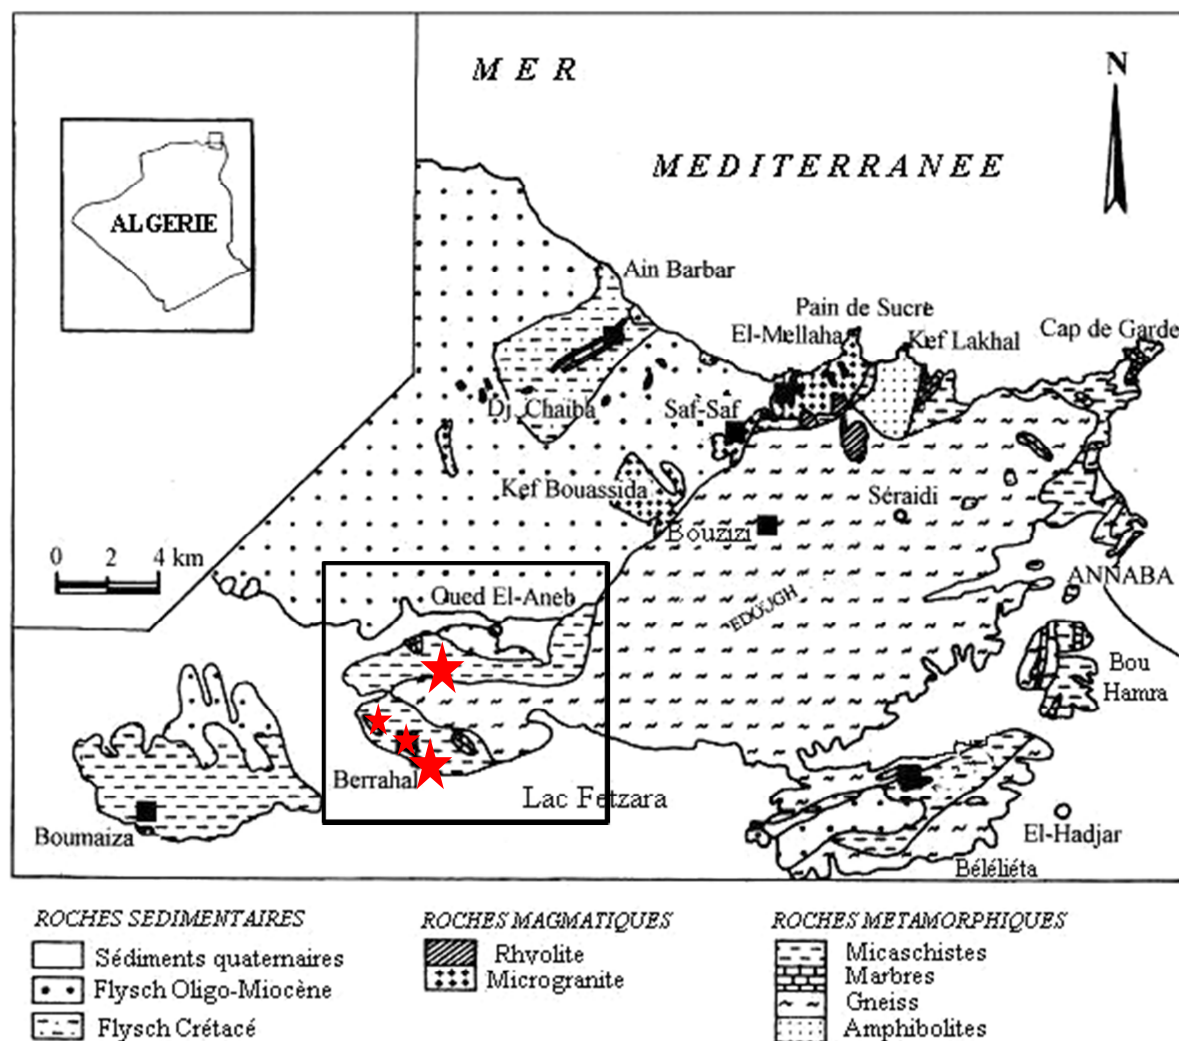 MER
MEDITERRANEE
N
ALGERIE
Ain Barbar
Pain de Sucre
El-Mellaha
Kef Lakhal
Cap de Garde
Dj. Chaiba
Saf-Saf
Kef Bouassida
Séraidi
Bouzizi
0 2 4 km
ANNABA
Oued El-Aneb
EDOUGH
Bou
Hamra
Berrahal
Lac Fetzara
Boumaiza
El-Hadjar
Béléliéta
ROCHES SEDIMENTAIRES
Sédiments quaternaires
Flysch Oligo-Miocène
Flysch Crétacé
ROCHES MAGMATIQUES
Rhyolite
Microgranite
ROCHES METAMORPHIQUES
Micaschistes
Marbres
Gneiss
Amphibolites